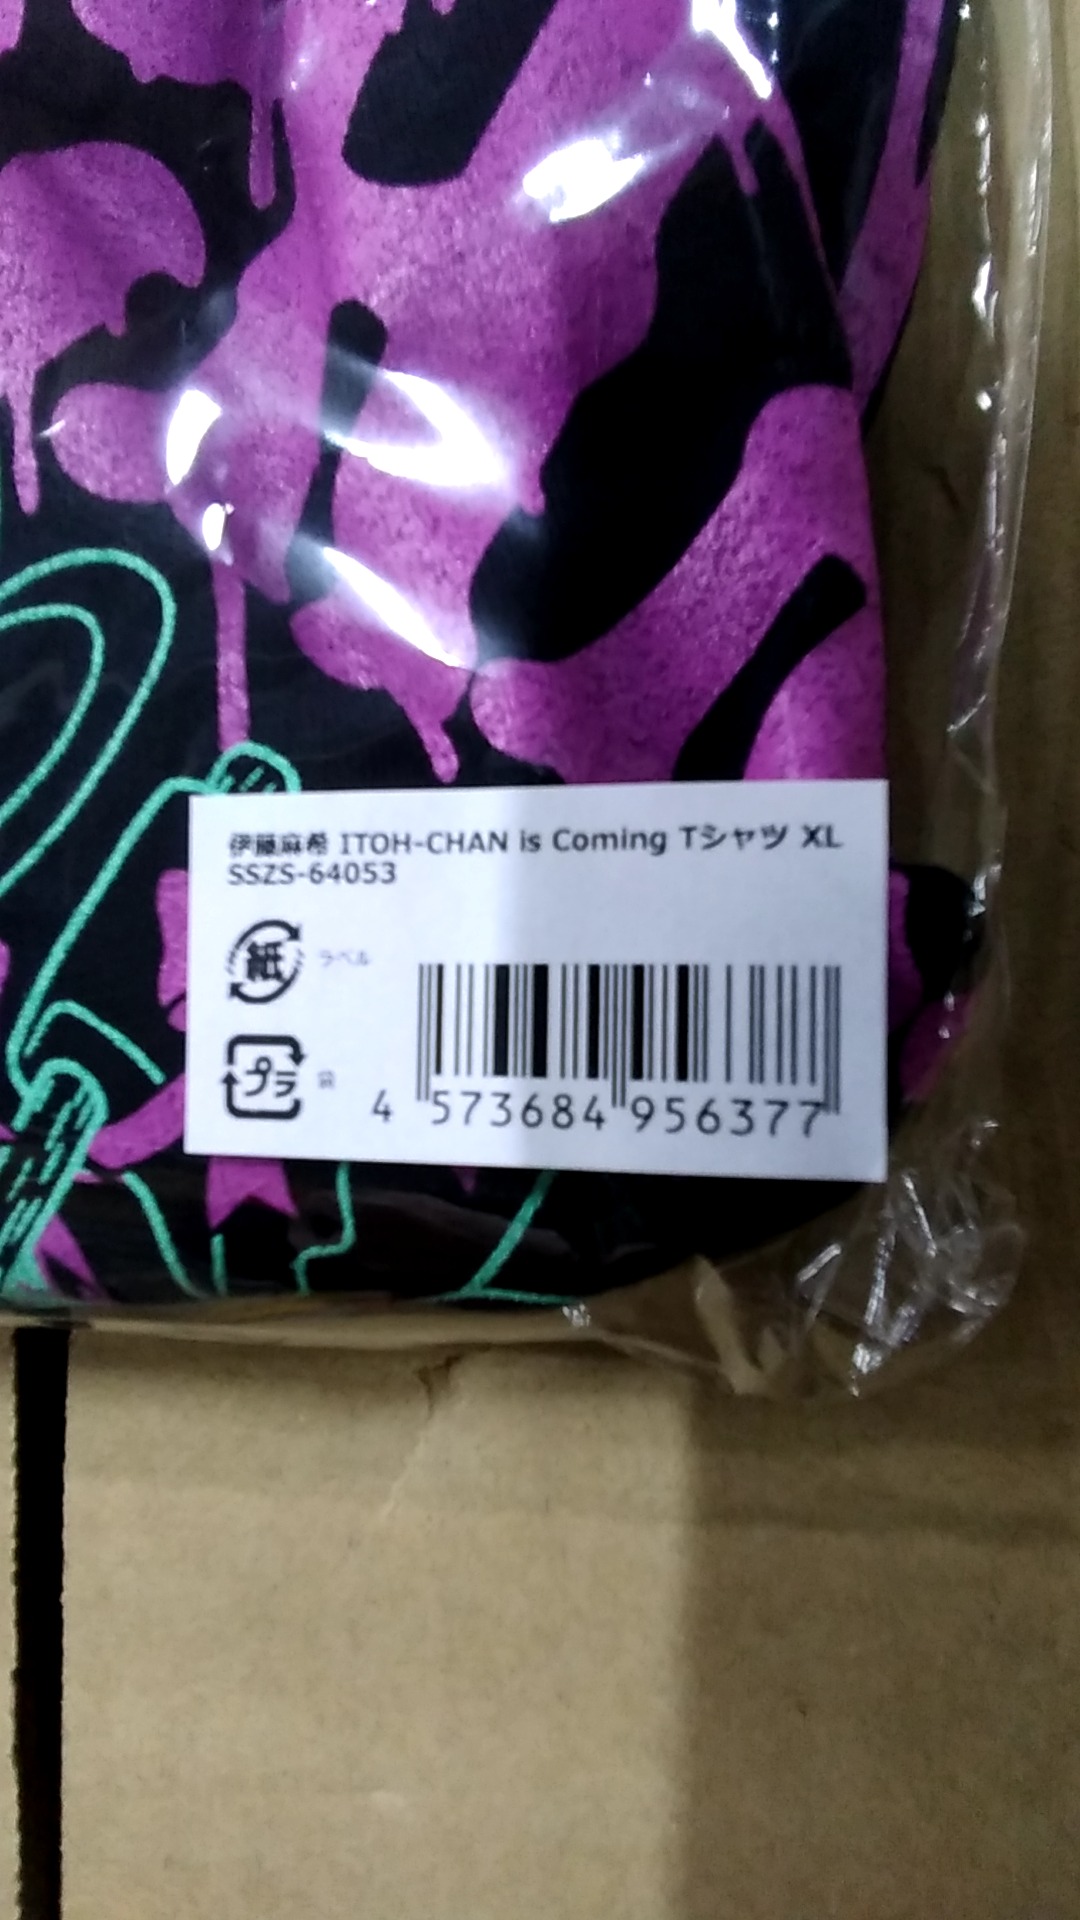 伊藤麻希 ITOH-CHAN is Coming Tシャツ XL
SSZS-64053
紙 ラベル
プラ 袋
4 573684 956377